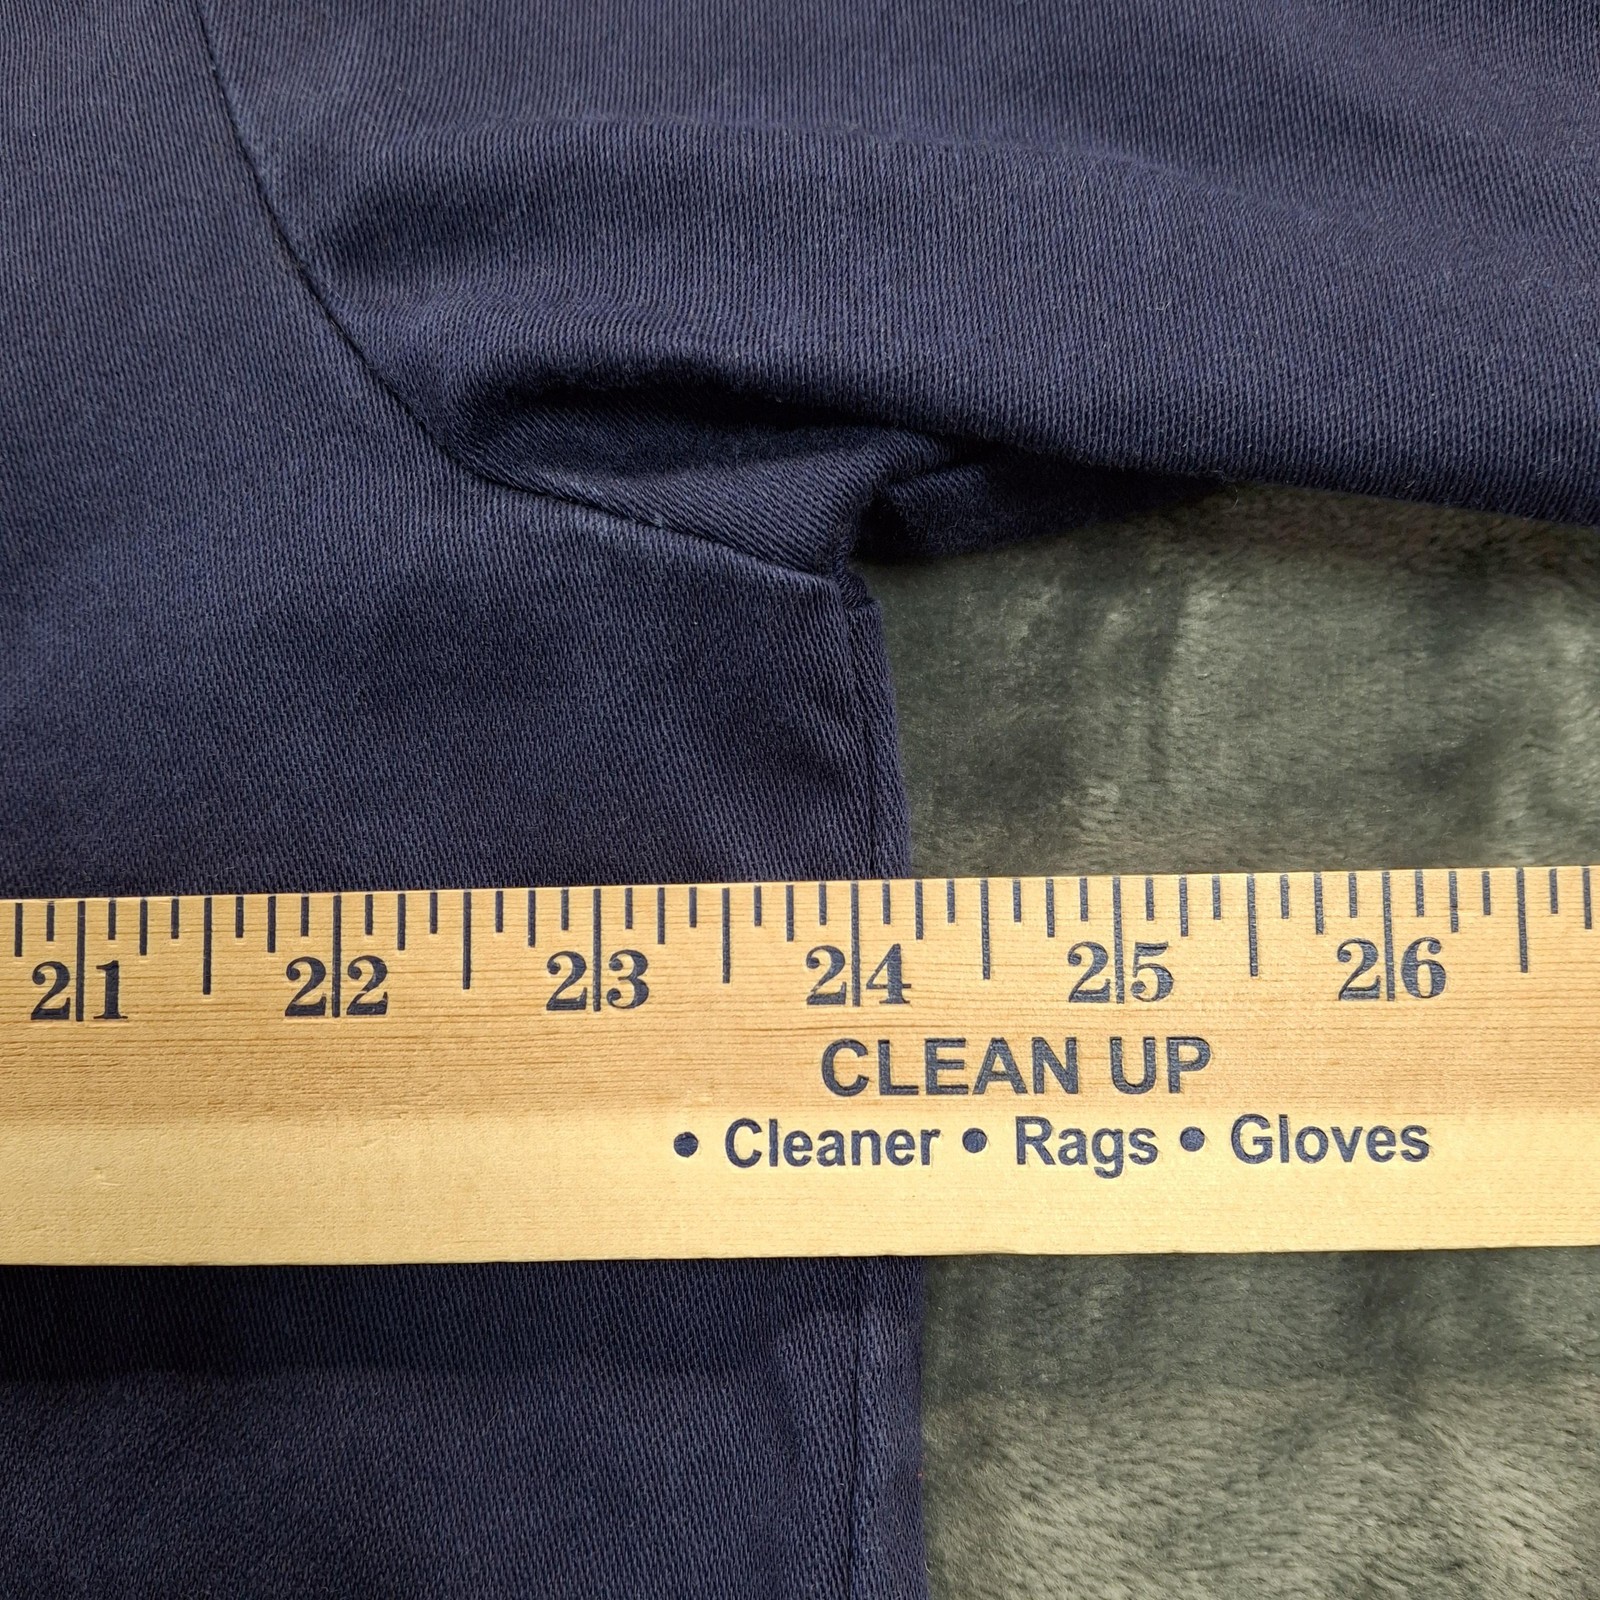 21 22 23 24 25 26
CLEAN UP
• Cleaner • Rags • Gloves